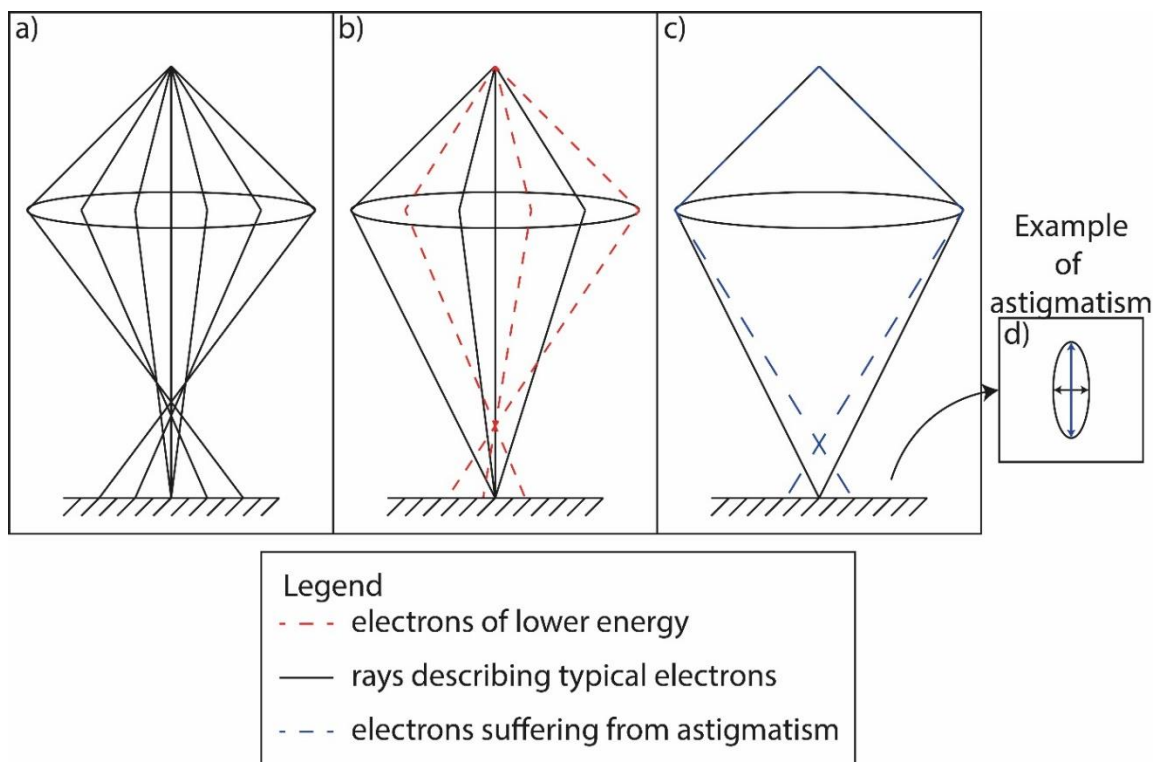 a)
b)
c)
Example
of
astigmatism
d)
Legend
electrons of lower energy
rays describing typical electrons
electrons suffering from astigmatism